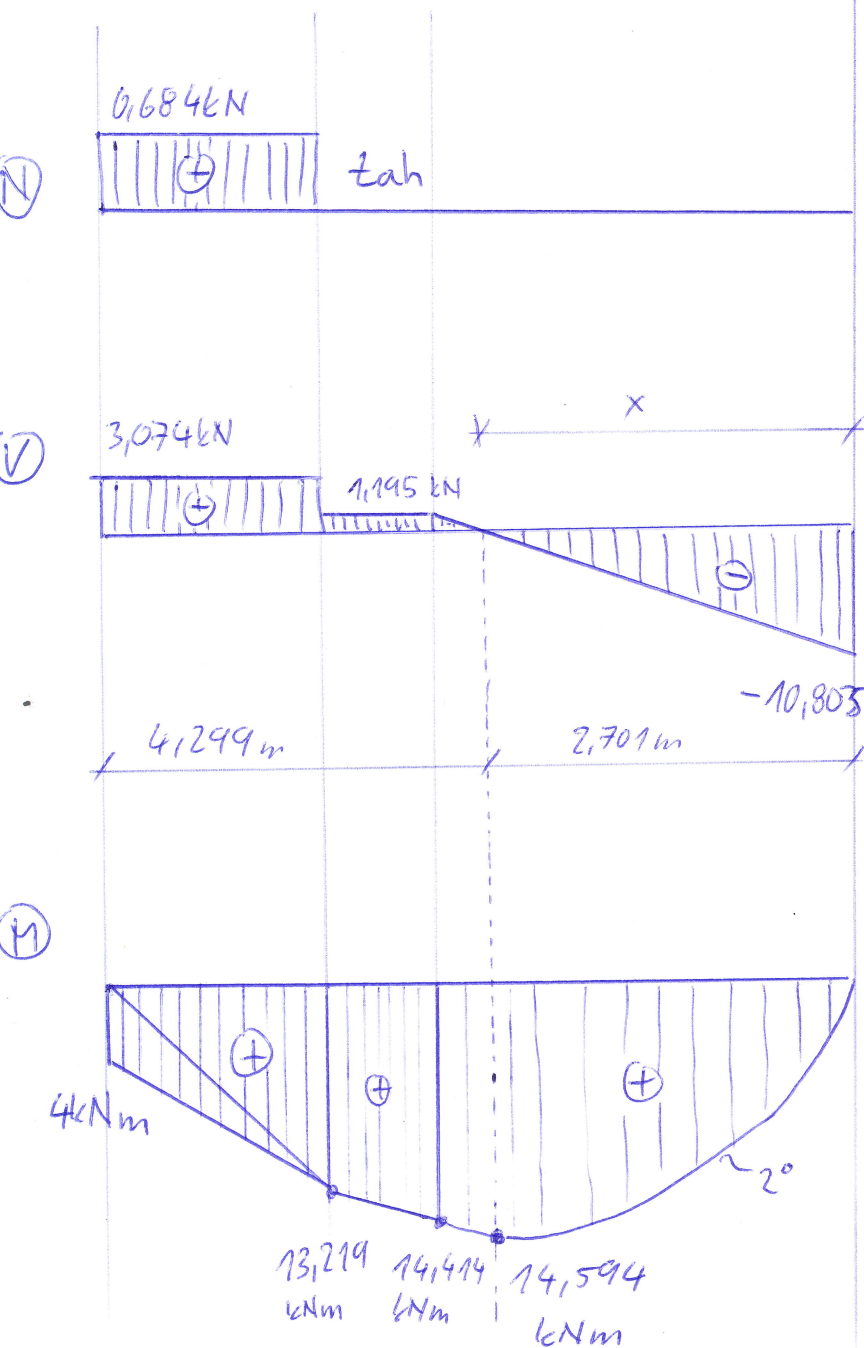 0,684kN
N
+
tah
x
V
3,074kN
+
1,195 kN
-
-10,803
4,299m
2,701m
M
+
+
+
4kNm
~2°
13,219 kNm
14,414 kNm
14,594 kNm